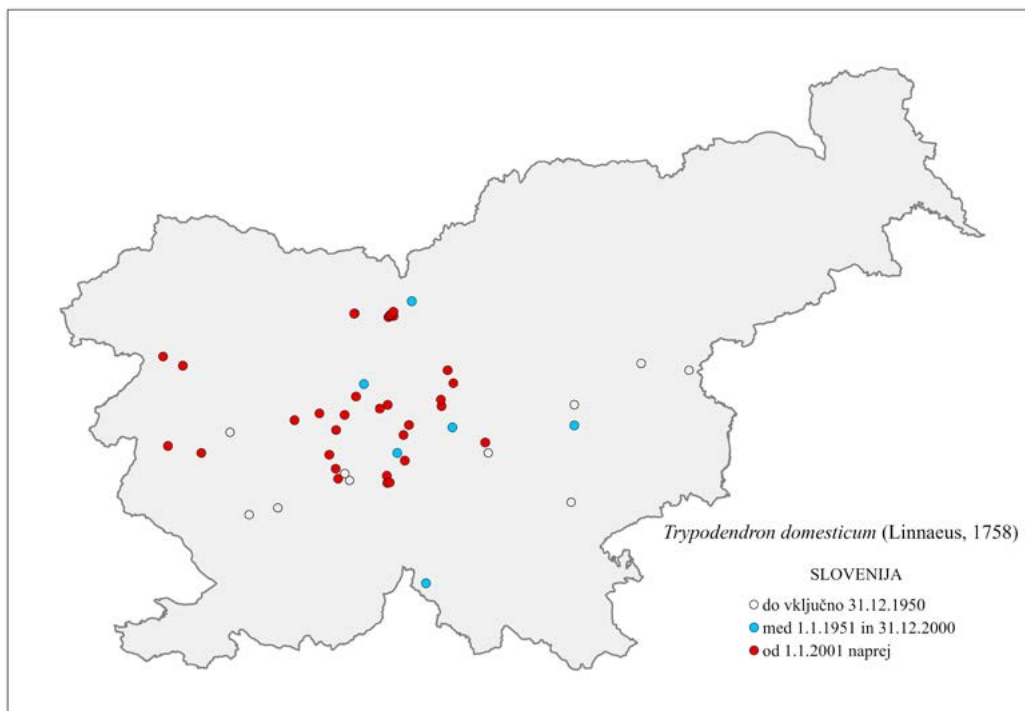 Trypodendron domesticum (Linnaeus, 1758)
SLOVENIJA
do vključno 31.12.1950
med 1.1.1951 in 31.12.2000
od 1.1.2001 naprej